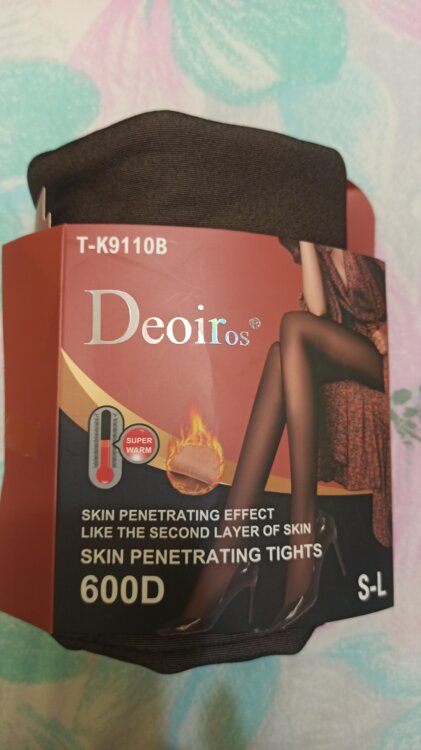 T-K9110B
Deoiros®
SUPER
WARM
SKIN PENETRATING EFFECT
LIKE THE SECOND LAYER OF SKIN
SKIN PENETRATING TIGHTS
600D
S-L